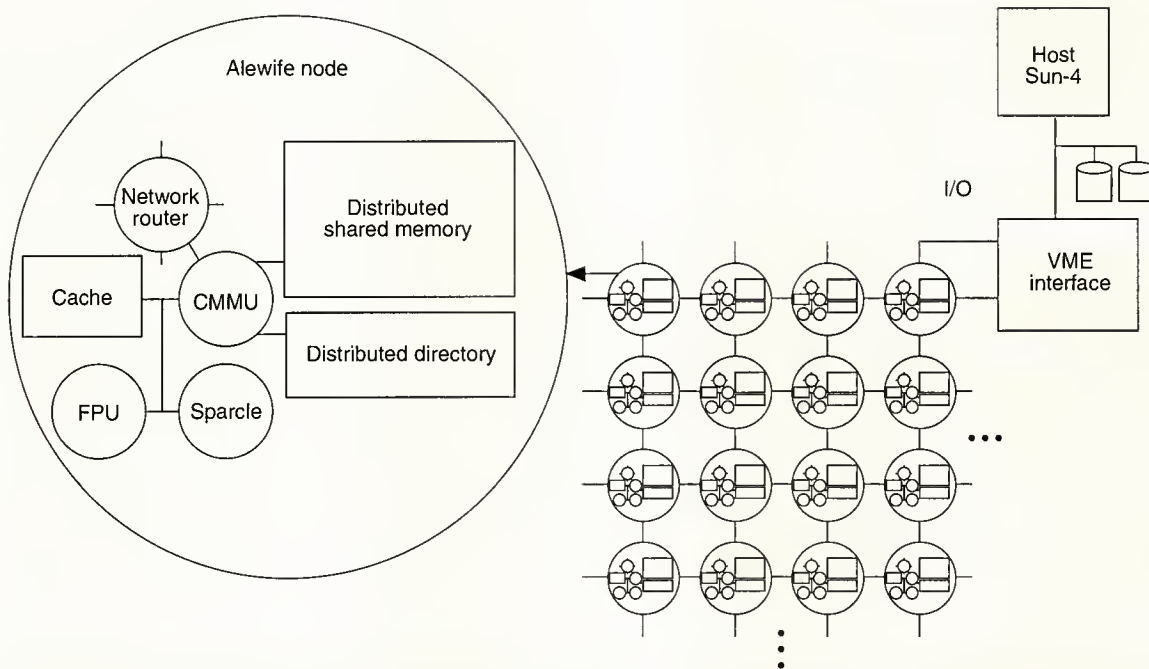 Alewife node
Network
router
Distributed
shared memory
Cache
CMMU
Distributed directory
FPU
Sparcle
Host
Sun-4
I/O
VME
interface